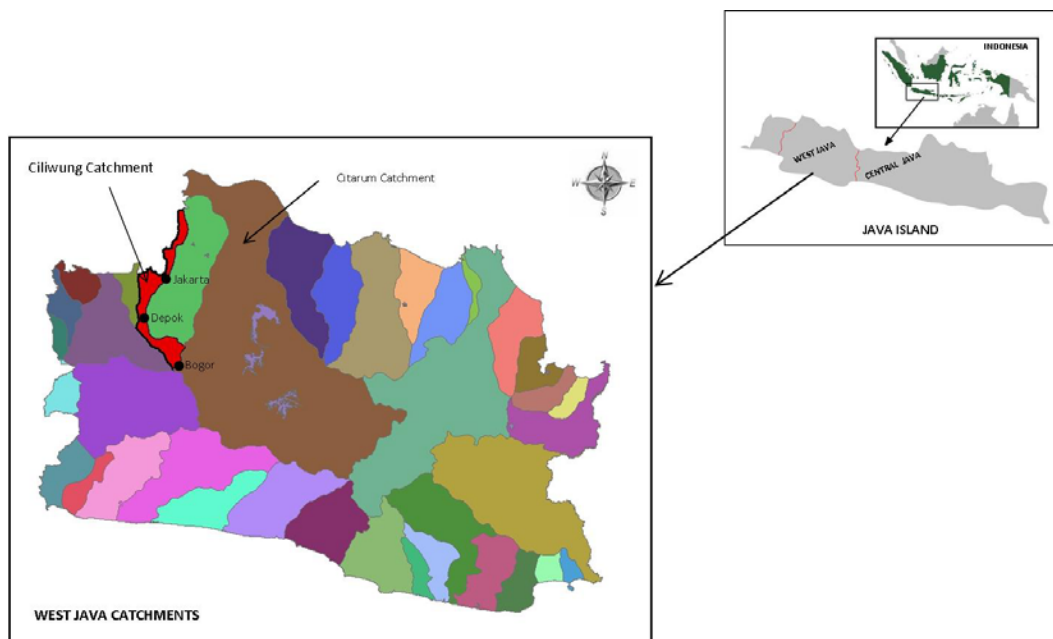 INDONESIA
WEST JAVA
CENTRAL JAVA
JAVA ISLAND
Ciliwung Catchment
Citarum Catchment
N
W
E
S
Jakarta
Depok
Bogor
WEST JAVA CATCHMENTS